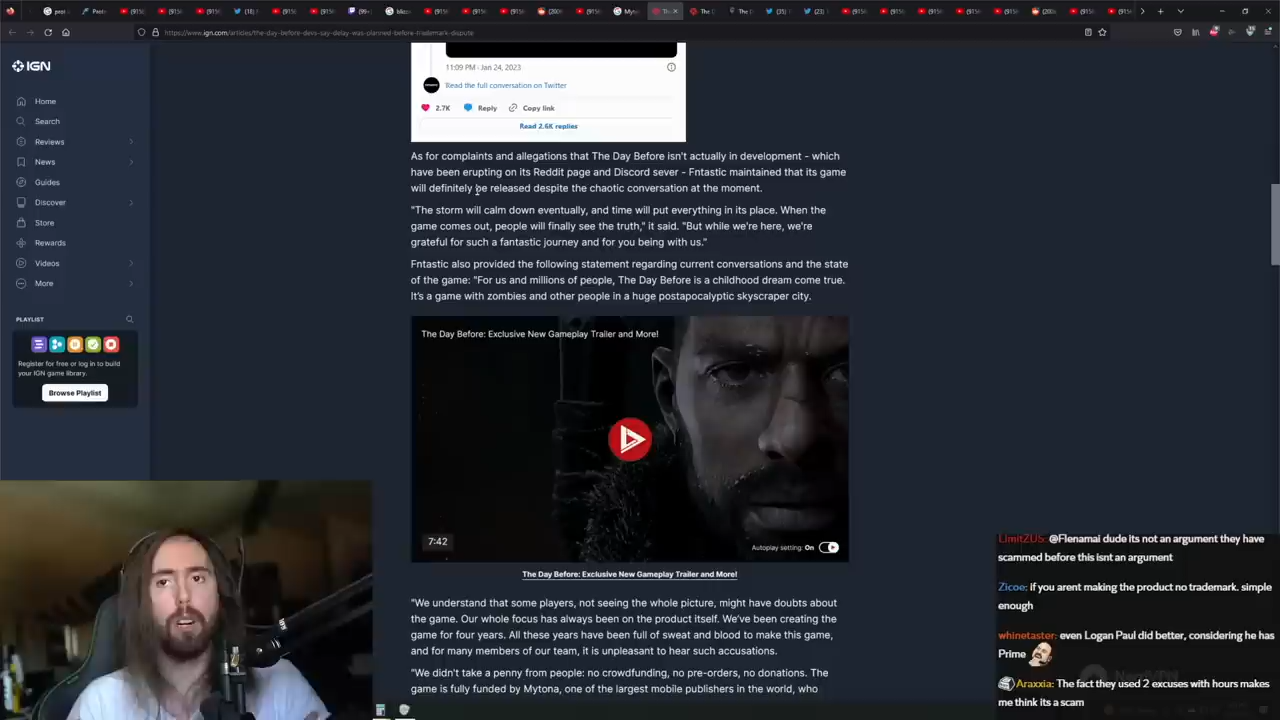 https://www.ign.com/articles/the-day-before-devs-say-delay-was-planned-before-trademark-dispute
IGN
Home
Search
Reviews
News
Guides
Discover
Store
Rewards
Videos
More
PLAYLIST
Register for free or log in to build
your IGN game library.
Browse Playlist
11:09 PM · Jan 24, 2023
Read the full conversation on Twitter
2.7K
Reply
Copy link
Read 2.6K replies
As for complaints and allegations that The Day Before isn't actually in development - which
have been erupting on its Reddit page and Discord sever - Fntastic maintained that its game
will definitely be released despite the chaotic conversation at the moment.
"The storm will calm down eventually, and time will put everything in its place. When the
game comes out, people will finally see the truth," it said. "But while we're here, we're
grateful for such a fantastic journey and for you being with us."
Fntastic also provided the following statement regarding current conversations and the state
of the game: "For us and millions of people, The Day Before is a childhood dream come true.
It's a game with zombies and other people in a huge postapocalyptic skyscraper city.
The Day Before: Exclusive New Gameplay Trailer and More!
7:42
Autoplay setting: On
The Day Before: Exclusive New Gameplay Trailer and More!
"We understand that some players, not seeing the whole picture, might have doubts about
the game. Our whole focus has always been on the product itself. We've been creating the
game for four years. All these years have been full of sweat and blood to make this game,
and for many members of our team, it is unpleasant to hear such accusations.
"We didn't take a penny from people: no crowdfunding, no pre-orders, no donations. The
game is fully funded by Mytona, one of the largest mobile publishers in the world, who
LImitZUS: @Flenamai dude its not an argument they have
scammed before this isnt an argument
Zicoe: if you arent making the product no trademark. simple
enough
whinetaster: even Logan Paul did better, considering he has
Prime
Araxxia: The fact they used 2 excuses with hours makes
me think its a scam